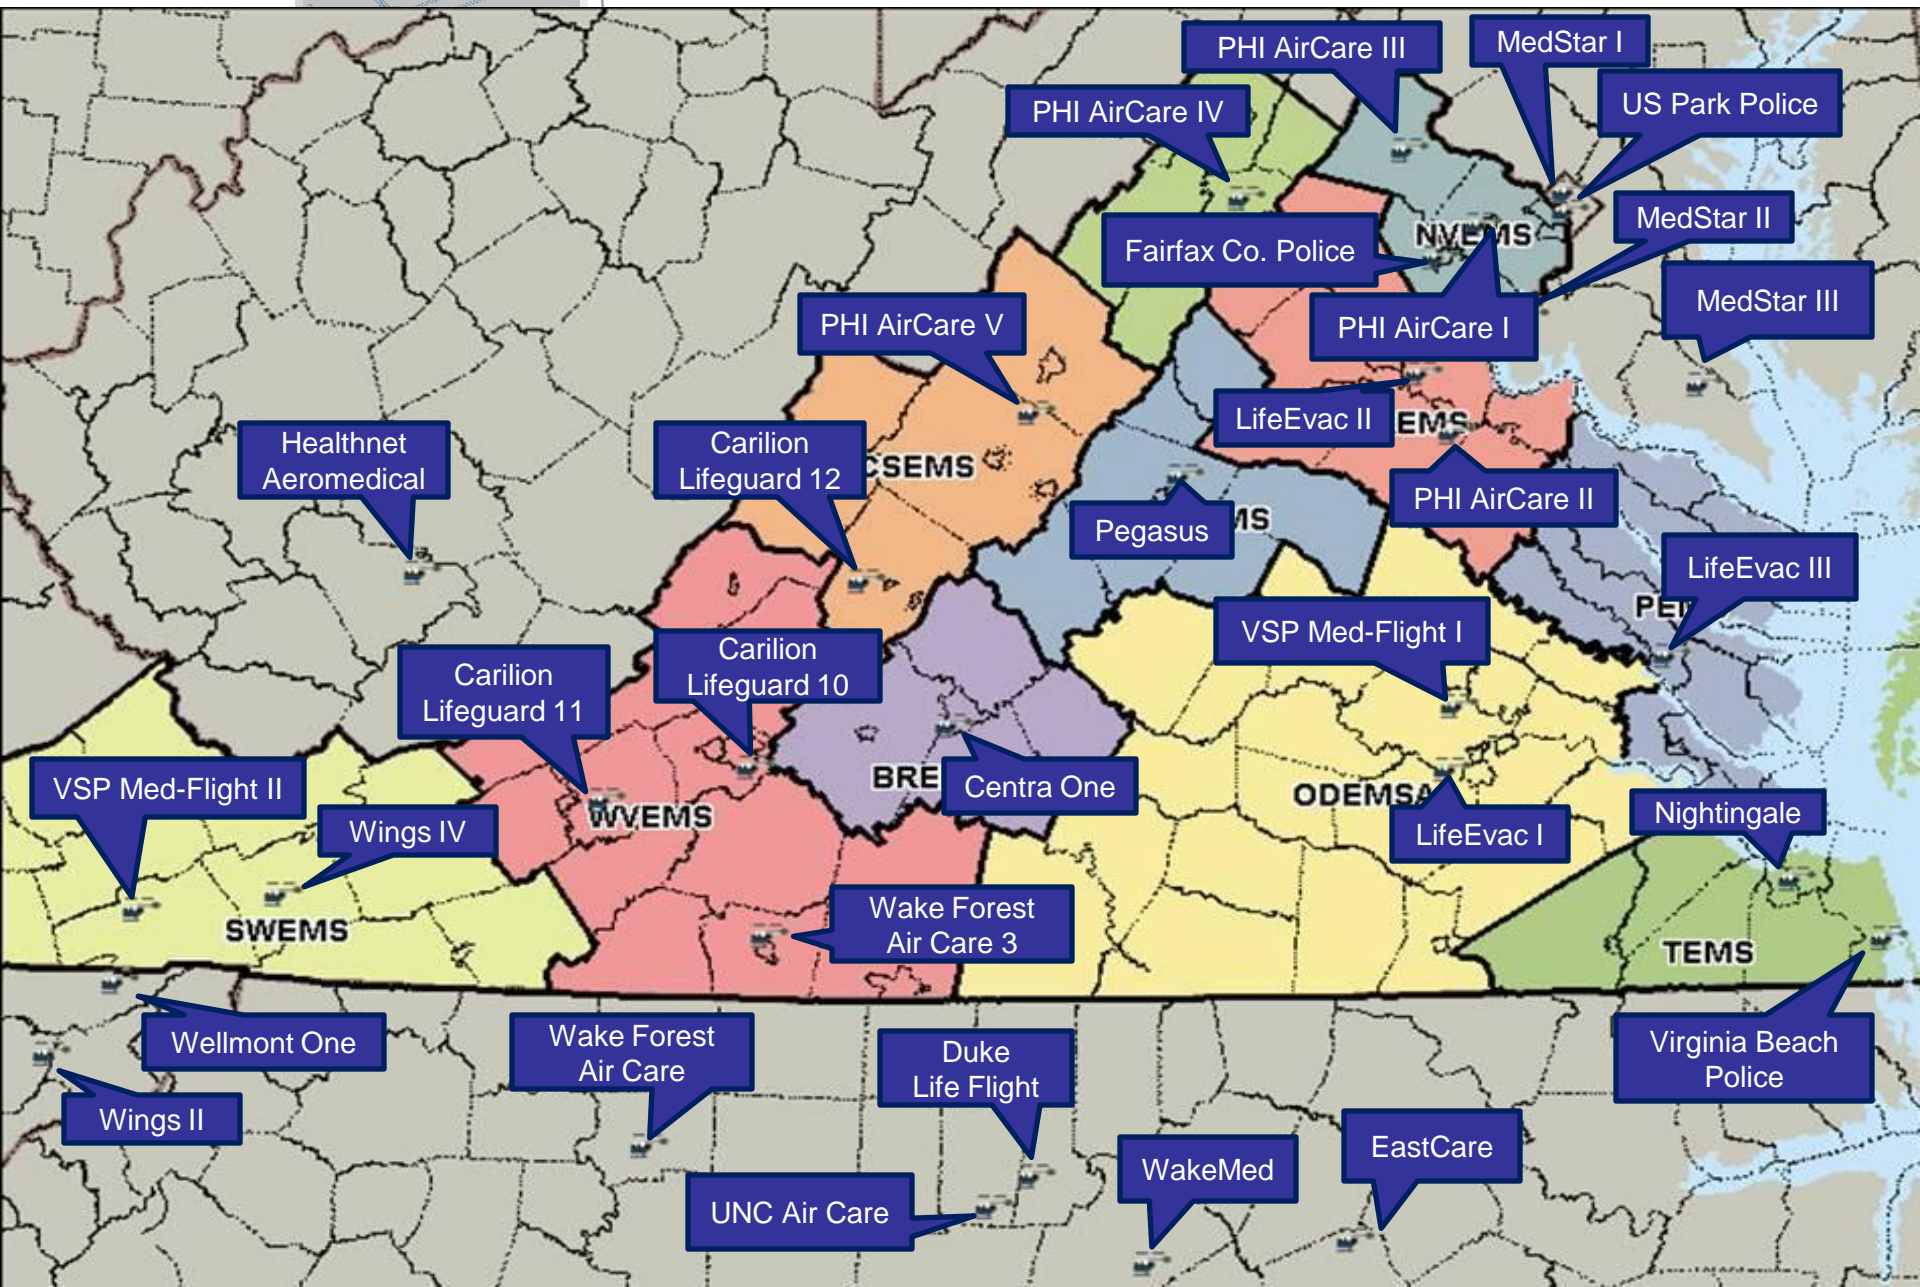 PHI AirCare III
MedStar I
US Park Police
PHI AirCare IV
MedStar II
NVEMS
Fairfax Co. Police
MedStar III
PHI AirCare I
PHI AirCare V
LifeEvac II
EMS
Healthnet
Aeromedical
Carilion
Lifeguard 12
CSEMS
PHI AirCare II
Pegasus
MS
LifeEvac III
PE
VSP Med-Flight I
Carilion
Lifeguard 10
Carilion
Lifeguard 11
VSP Med-Flight II
BRE
Centra One
ODEMSA
WVEMS
Nightingale
Wings IV
LifeEvac I
SWEMS
Wake Forest
Air Care 3
TEMS
Wellmont One
Wake Forest
Air Care
Duke
Life Flight
Virginia Beach
Police
Wings II
EastCare
WakeMed
UNC Air Care